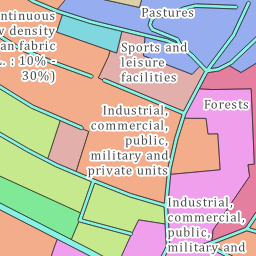 Pastures
continuous
w density
an fabric
. : 10% -
30%)
Sports and
leisure
facilities
Forests
Industrial,
commercial,
public,
military and
private units
Industrial,
commercial,
public,
military and